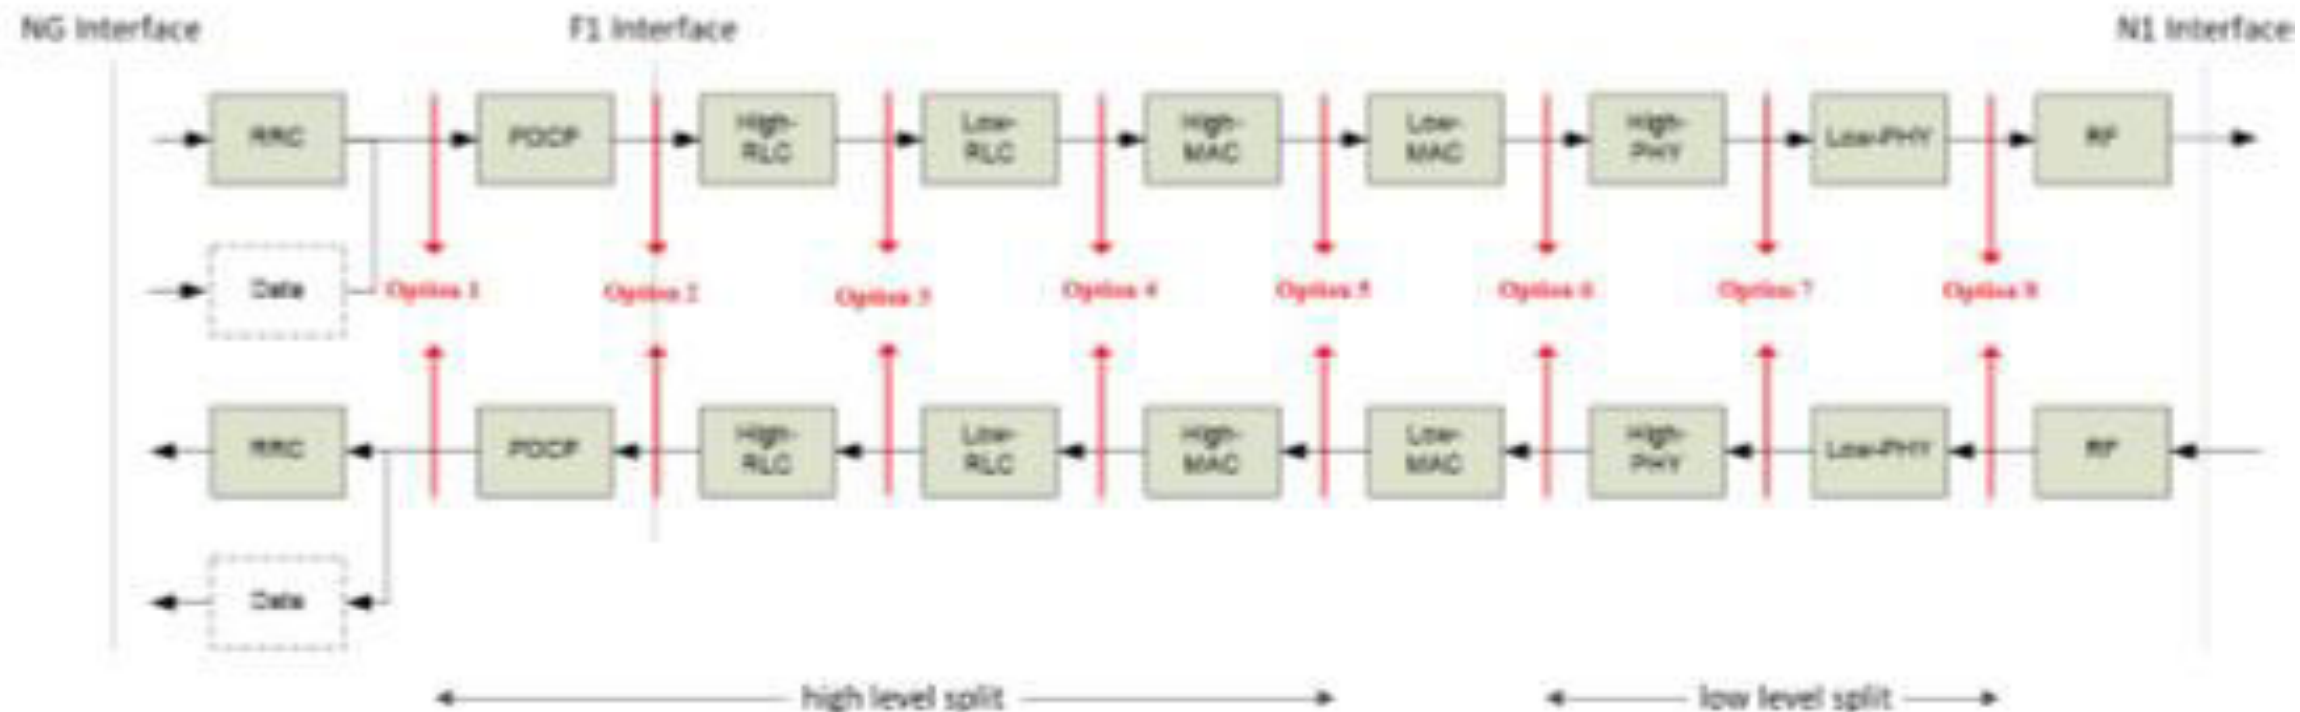 NG Interface
F1 Interface
N1 Interface
RRC
PDCP
High-
RLC
Low-
RLC
High-
MAC
Low-
MAC
High-
PHY
Low-PHY
RF
Data
Option 1
Option 2
Option 3
Option 4
Option 5
Option 6
Option 7
Option 8
RRC
PDCP
High-
RLC
Low-
RLC
High-
MAC
Low-
MAC
High-
PHY
Low-PHY
RF
Data
high level split
low level split